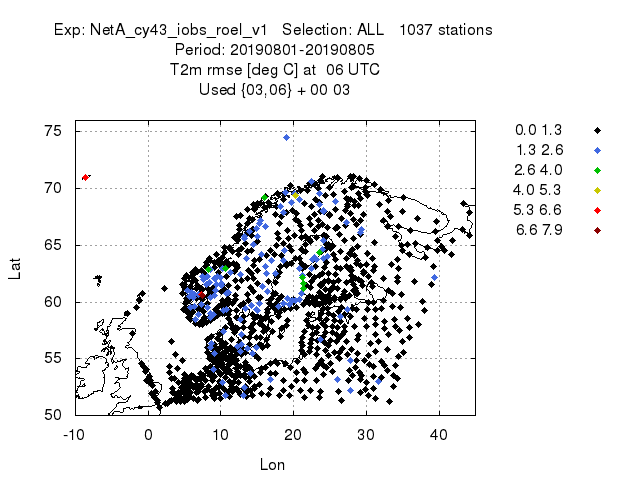 Exp: NetA_cy43_iobs_roel_v1   Selection: ALL   1037 stations
Period: 20190801-20190805
T2m rmse [deg C] at  06 UTC
Used {03,06} + 00 03
75
70
65
60
55
50
-10 0 10 20 30 40
Lat
Lon
0.0 1.3
1.3 2.6
2.6 4.0
4.0 5.3
5.3 6.6
6.6 7.9